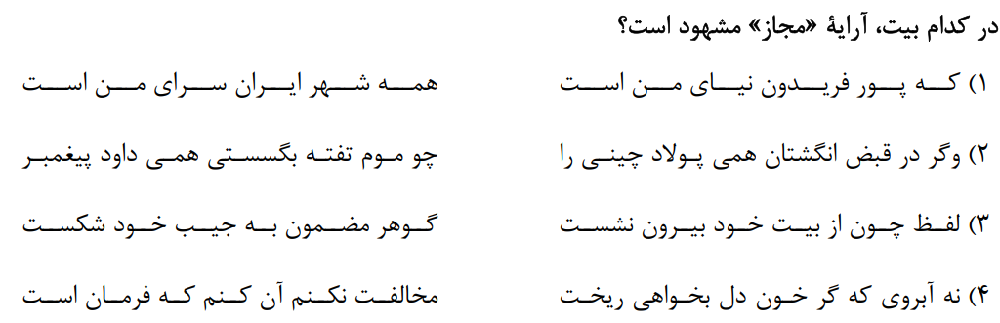 در کدام بیت، آرایهٔ «مجاز» مشهود است؟
۱) که پور فریدون نیای من است همه شهر ایران سرای من است
۲) وگر در قبض انگشتان همی پولاد چینی را چو موم تفته بگسستی همی داود پیغمبر
۳) لفظ چون از بیت خود بیرون نشست گوهر مضمون به جیب خود شکست
۴) نه آبروی که گر خون دل بخواهی ریخت مخالفت نکنم آن کنم که فرمان است